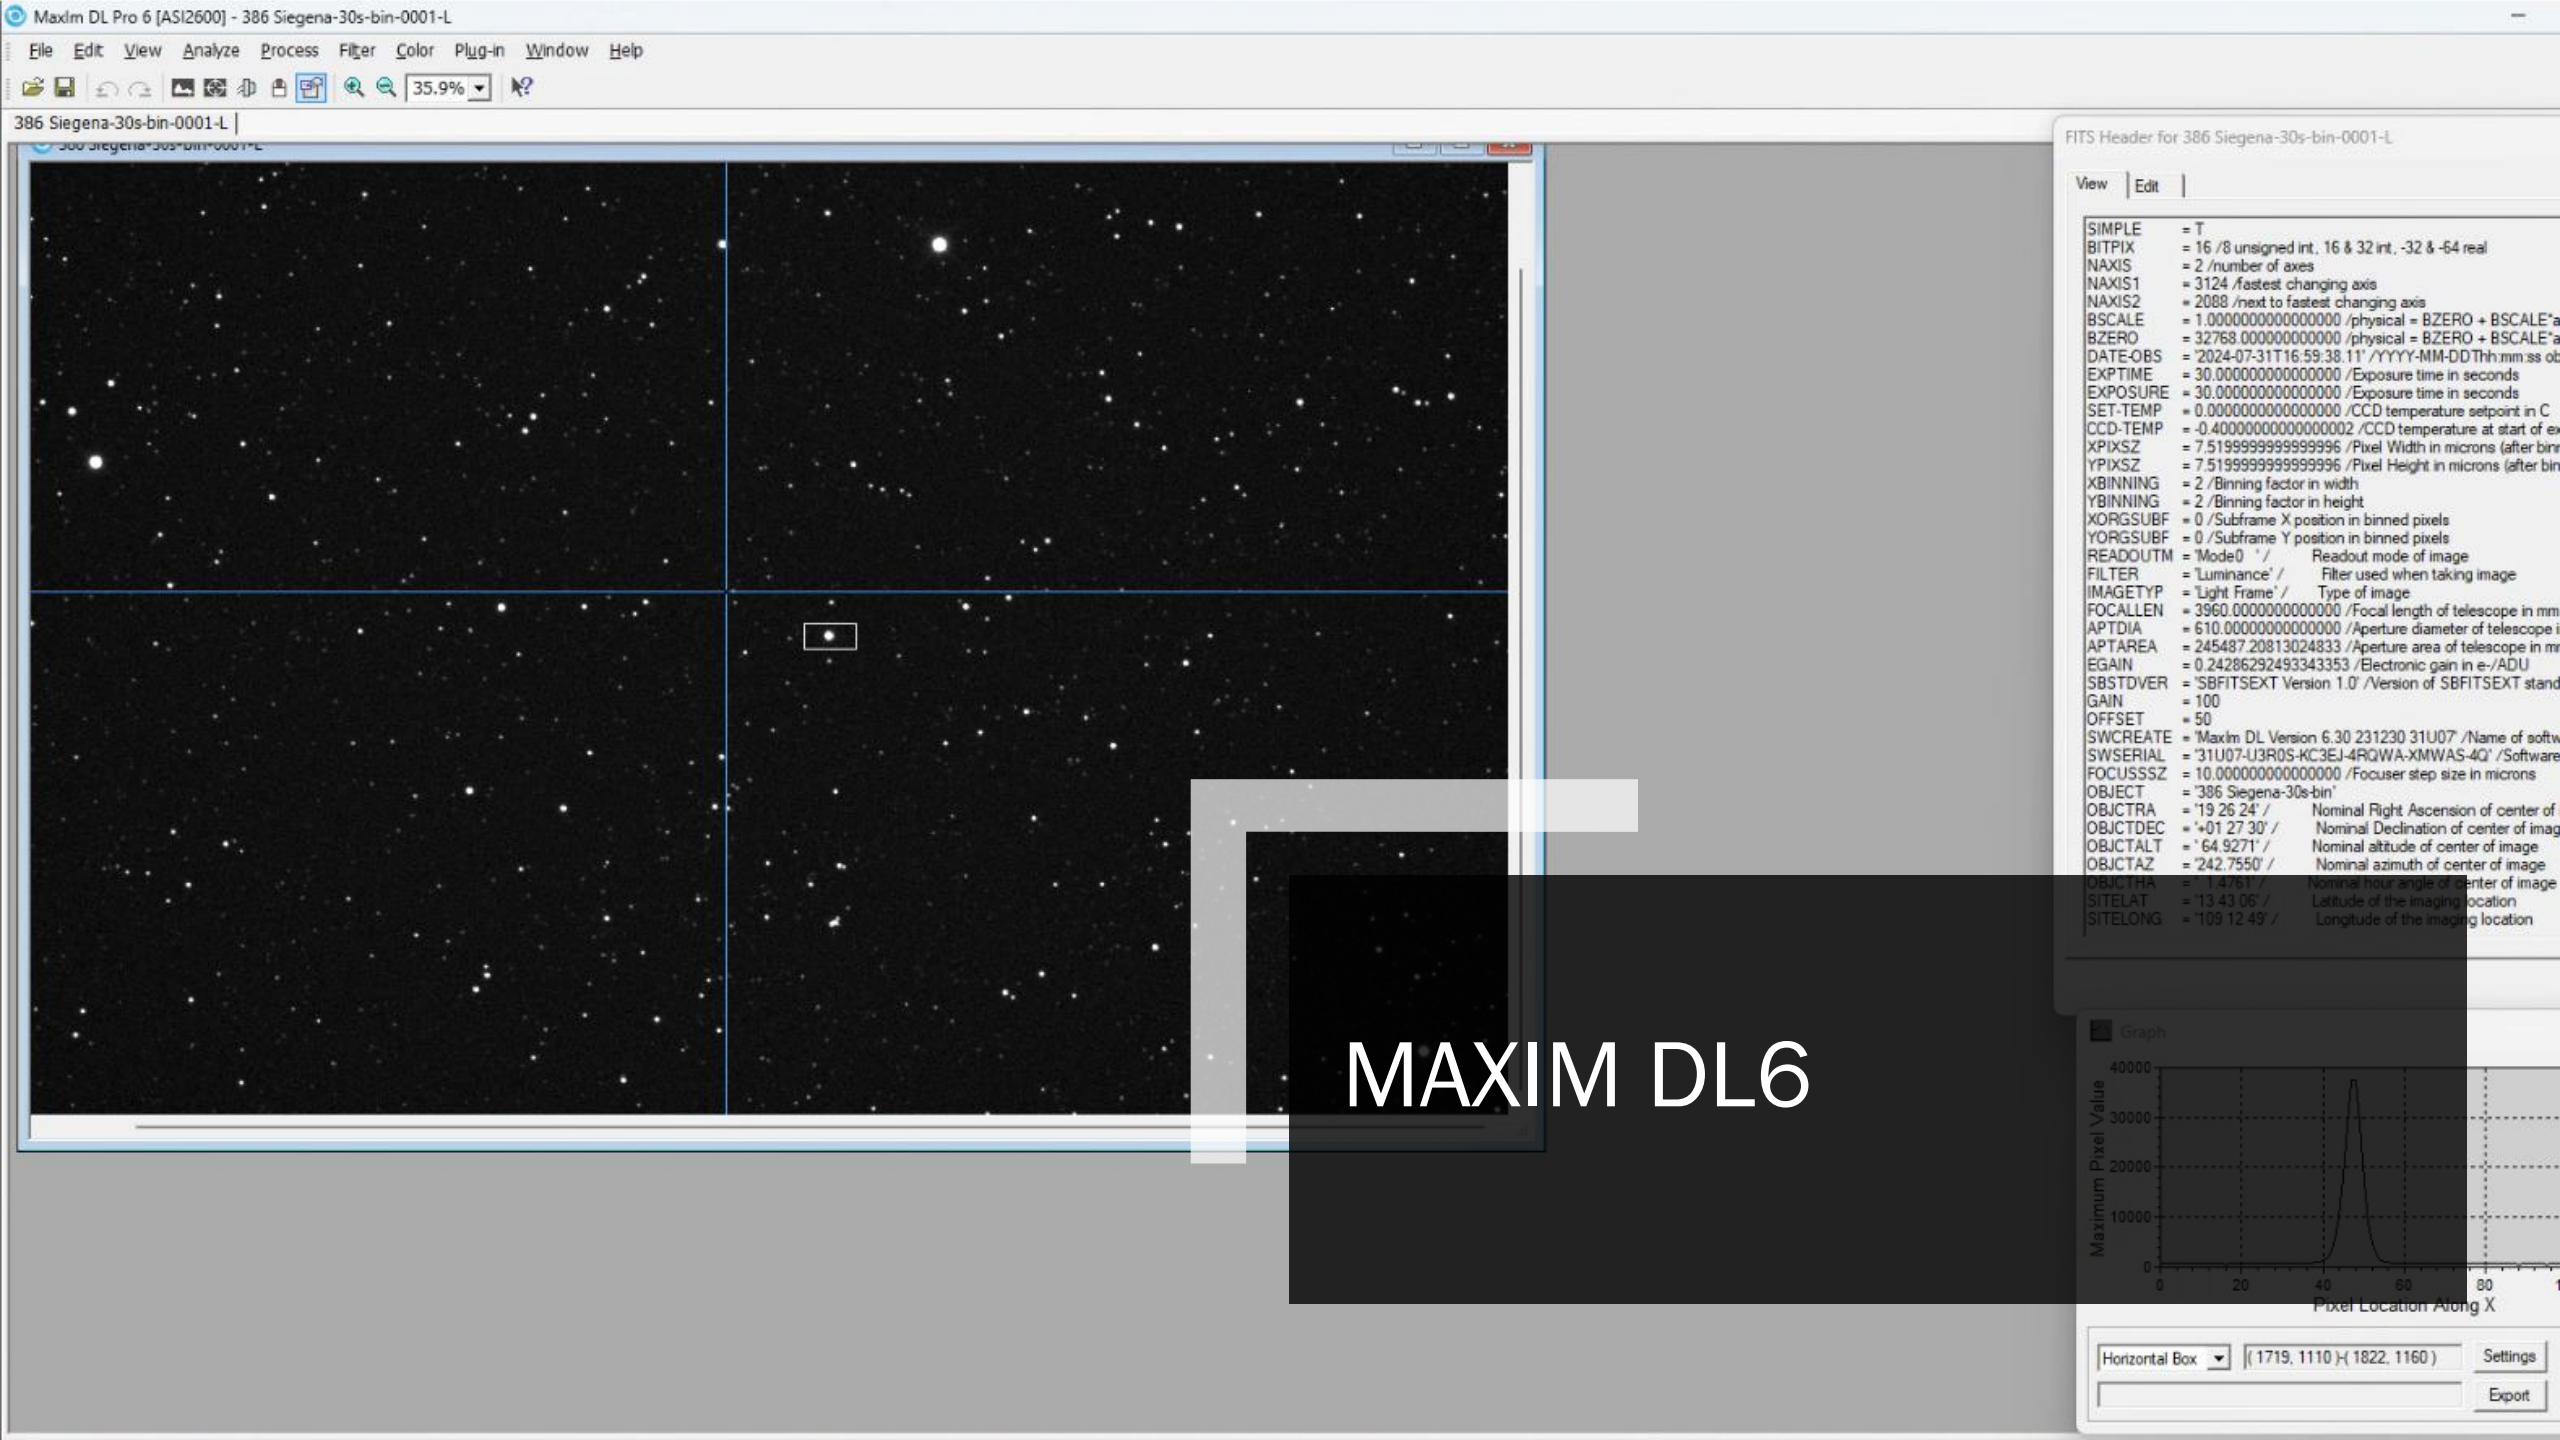 MaxIm DL Pro 6 [ASI2600] - 386 Siegena-30s-bin-0001-L
File Edit View Analyze Process Filter Color Plug-in Window Help
35.9%
386 Siegena-30s-bin-0001-L
386 Siegena-30s-bin-0001-L
FITS Header for 386 Siegena-30s-bin-0001-L
View Edit
SIMPLE = T
BITPIX = 16 /8 unsigned int, 16 & 32 int, -32 & -64 real
NAXIS = 2 /number of axes
NAXIS1 = 3124 /fastest changing axis
NAXIS2 = 2088 /next to fastest changing axis
BSCALE = 1.0000000000000000 /physical = BZERO + BSCALE*a
BZERO = 32768.000000000000 /physical = BZERO + BSCALE*a
DATE-OBS = '2024-07-31T16:59:38.11' /YYYY-MM-DDThh:mm:ss ob
EXPTIME = 30.000000000000000 /Exposure time in seconds
EXPOSURE = 30.000000000000000 /Exposure time in seconds
SET-TEMP = 0.0000000000000000 /CCD temperature setpoint in C
CCD-TEMP = -0.40000000000000002 /CCD temperature at start of ex
XPIXSZ = 7.5199999999999996 /Pixel Width in microns (after binn
YPIXSZ = 7.5199999999999996 /Pixel Height in microns (after bin
XBINNING = 2 /Binning factor in width
YBINNING = 2 /Binning factor in height
XORGSUBF = 0 /Subframe X position in binned pixels
YORGSUBF = 0 /Subframe Y position in binned pixels
READOUTM = 'Mode0 ' / Readout mode of image
FILTER = 'Luminance' / Filter used when taking image
IMAGETYP = 'Light Frame' / Type of image
FOCALLEN = 3960.0000000000000 /Focal length of telescope in mm
APTDIA = 610.00000000000000 /Aperture diameter of telescope i
APTAREA = 245487.20813024833 /Aperture area of telescope in m
EGAIN = 0.24286292493343353 /Electronic gain in e-/ADU
SBSTDVER = 'SBFITSEXT Version 1.0' /Version of SBFITSEXT stand
GAIN = 100
OFFSET = 50
SWCREATE = 'MaxIm DL Version 6.30 231230 31U07' /Name of softw
SWSERIAL = '31U07-U3R0S-KC3EJ-4RQWA-XMWAS-4Q' /Software
FOCUSSSZ = 10.000000000000000 /Focuser step size in microns
OBJECT = '386 Siegena-30s-bin'
OBJCTRA = '19 26 24' / Nominal Right Ascension of center of
OBJCTDEC = '+01 27 30' / Nominal Declination of center of imag
OBJCTALT = ' 64.9271' / Nominal altitude of center of image
OBJCTAZ = '242.7550' / Nominal azimuth of center of image
OBJCTHA = ' 1.4761' / Nominal hour angle of center of image
SITELAT = '13 43 06' / Latitude of the imaging location
SITELONG = '109 12 49' / Longitude of the imaging location
MAXIM DL6
Graph
Maximum Pixel Value
40000
30000
20000
10000
0
0 20 40 60 80 1
Pixel Location Along X
Horizontal Box ( 1719, 1110 )-( 1822, 1160 ) Settings
Export